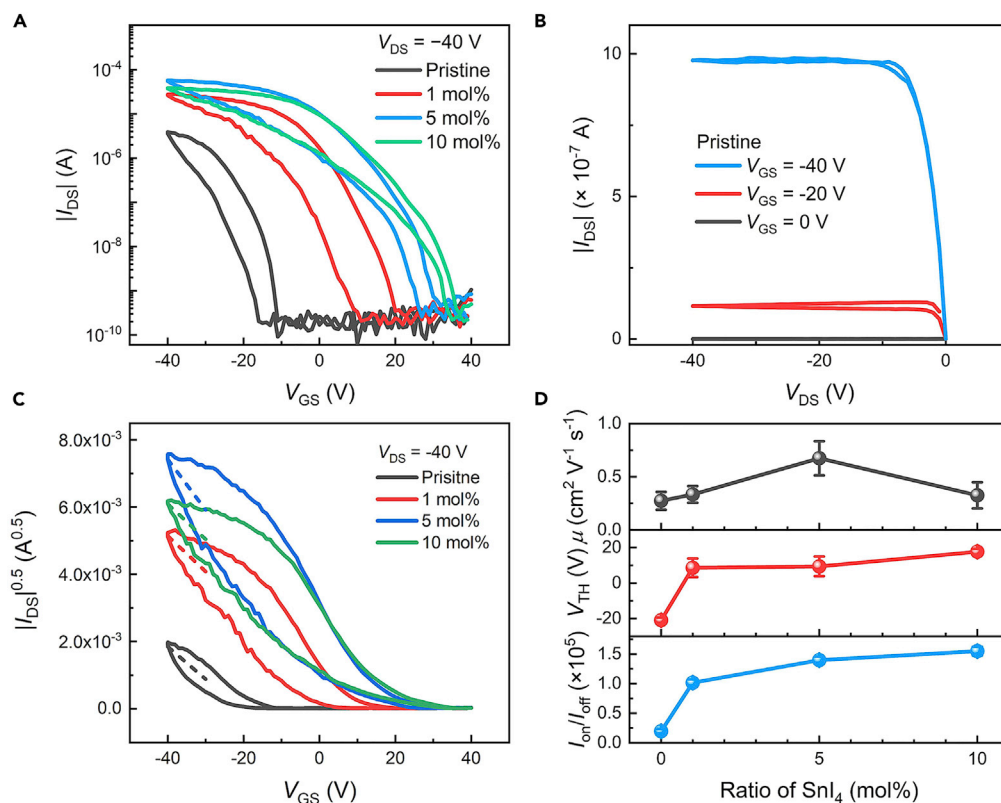 A
V_DS = −40 V
Pristine
1 mol%
5 mol%
10 mol%
10⁻⁴
10⁻⁶
10⁻⁸
10⁻¹⁰
|I_DS| (A)
-40 -20 0 20 40
V_GS (V)
B
10
5
0
|I_DS| (× 10⁻⁷ A)
Pristine
V_GS = -40 V
V_GS = -20 V
V_GS = 0 V
-40 -20 0
V_DS (V)
C
V_DS = -40 V
Prisitne
1 mol%
5 mol%
10 mol%
8.0x10⁻³
6.0x10⁻³
4.0x10⁻³
2.0x10⁻³
0.0
|I_DS|^0.5 (A^0.5)
-40 -20 0 20 40
V_GS (V)
D
1.0
0.5
0.0
μ (cm² V⁻¹ s⁻¹)
20
0
-20
V_TH (V)
1.5
1.0
0.5
0.0
I_on/I_off (×10⁵)
0 5 10
Ratio of SnI₄ (mol%)